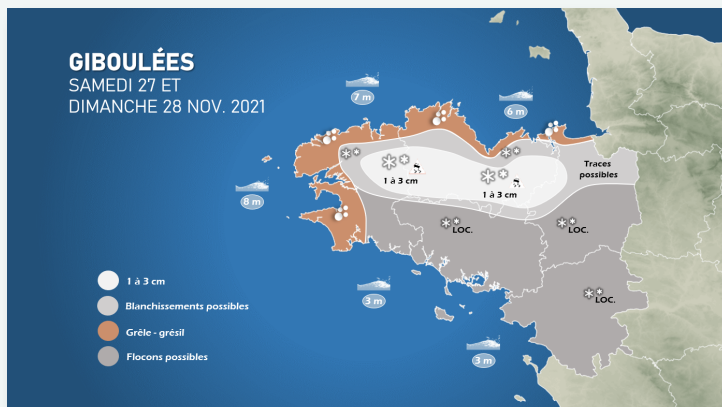 GIBOULÉES
SAMEDI 27 ET
DIMANCHE 28 NOV. 2021
7 m
6 m
8 m
Traces
possibles
1 à 3 cm
1 à 3 cm
LOC.
LOC.
LOC.
3 m
3 m
1 à 3 cm
Blanchissements possibles
Grêle - grésil
Flocons possibles